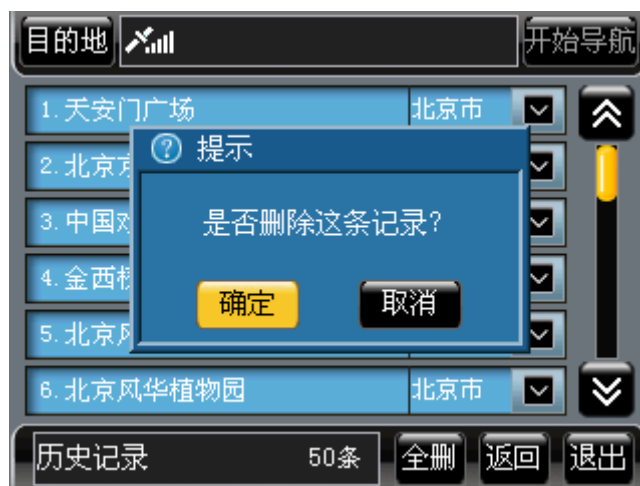 目的地 开始导航
1.天安门广场 北京市
提示
2.北京
3.中国
是否删除这条记录?
4.金西
确定 取消
5.北京风
6.北京风华植物园 北京市
历史记录 50条 全删 返回 退出